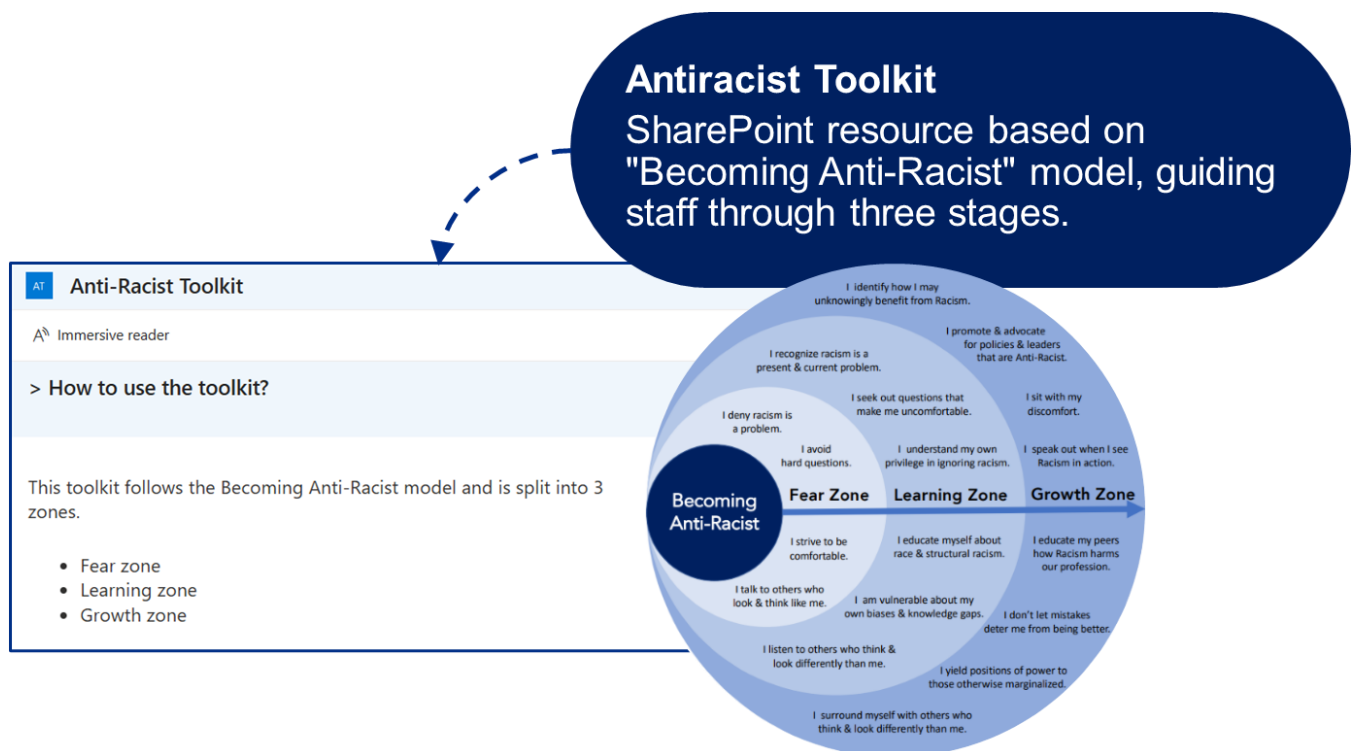 Antiracist Toolkit
SharePoint resource based on
"Becoming Anti-Racist" model, guiding
staff through three stages.
AT Anti-Racist Toolkit
A Immersive reader
> How to use the toolkit?
This toolkit follows the Becoming Anti-Racist model and is split into 3
zones.
• Fear zone
• Learning zone
• Growth zone
I identify how I may
unknowingly benefit from Racism.
I promote & advocate
for policies & leaders
that are Anti-Racist.
I recognize racism is a
present & current problem.
I seek out questions that
make me uncomfortable.
I sit with my
discomfort.
I deny racism is
a problem.
I avoid
hard questions.
I understand my own
privilege in ignoring racism.
I speak out when I see
Racism in action.
Becoming
Anti-Racist
Fear Zone
Learning Zone
Growth Zone
I strive to be
comfortable.
I educate myself about
race & structural racism.
I educate my peers
how Racism harms
our profession.
I talk to others who
look & think like me.
I am vulnerable about my
own biases & knowledge gaps.
I don't let mistakes
deter me from being better.
I listen to others who think &
look differently than me.
I yield positions of power to
those otherwise marginalized.
I surround myself with others who
think & look differently than me.